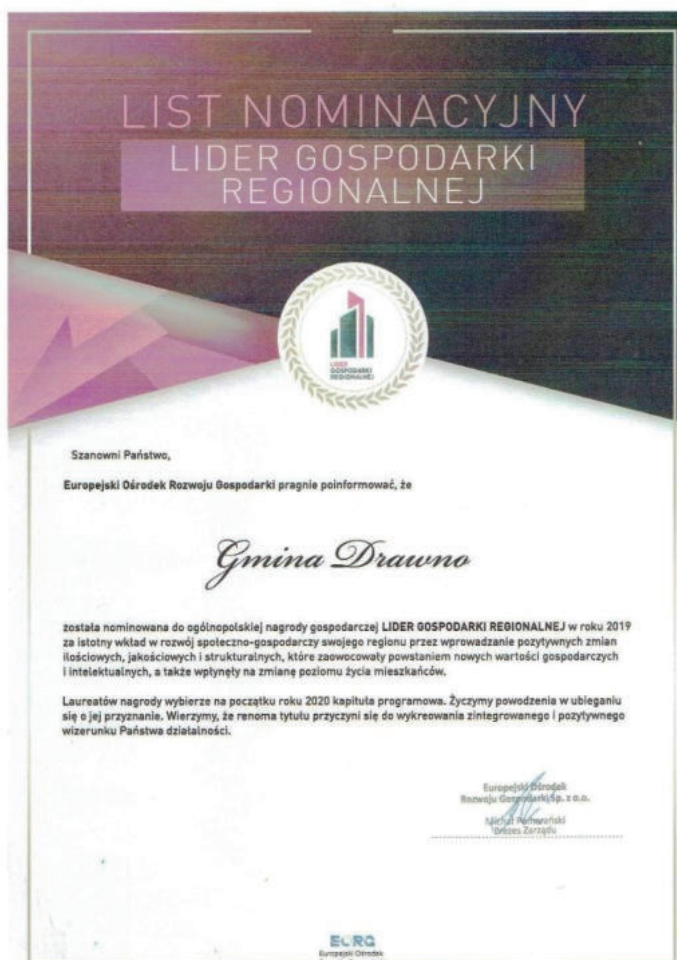 LIST NOMINACYJNY
LIDER GOSPODARKI
REGIONALNEJ
LIDER
GOSPODARKI
REGIONALNEJ
Szanowni Państwo,
Europejski Ośrodek Rozwoju Gospodarki pragnie poinformować, że
Gmina Drawno
została nominowana do ogólnopolskiej nagrody gospodarczej LIDER GOSPODARKI REGIONALNEJ w roku 2019
za istotny wkład w rozwój społeczno-gospodarczy swojego regionu przez wprowadzanie pozytywnych zmian
ilościowych, jakościowych i strukturalnych, które zaowocowały powstaniem nowych wartości gospodarczych
i intelektualnych, a także wpłynęły na zmianę poziomu życia mieszkańców.
Laureatów nagrody wybierze na początku roku 2020 kapituła programowa. Życzymy powodzenia w ubieganiu
się o jej przyznanie. Wierzymy, że renoma tytułu przyczyni się do wykreowania zintegrowanego i pozytywnego
wizerunku Państwa działalności.
Europejski Ośrodek
Rozwoju Gospodarki Sp. z o.o.
Michał
Prezes Zarządu
EORG
Europejski Ośrodek